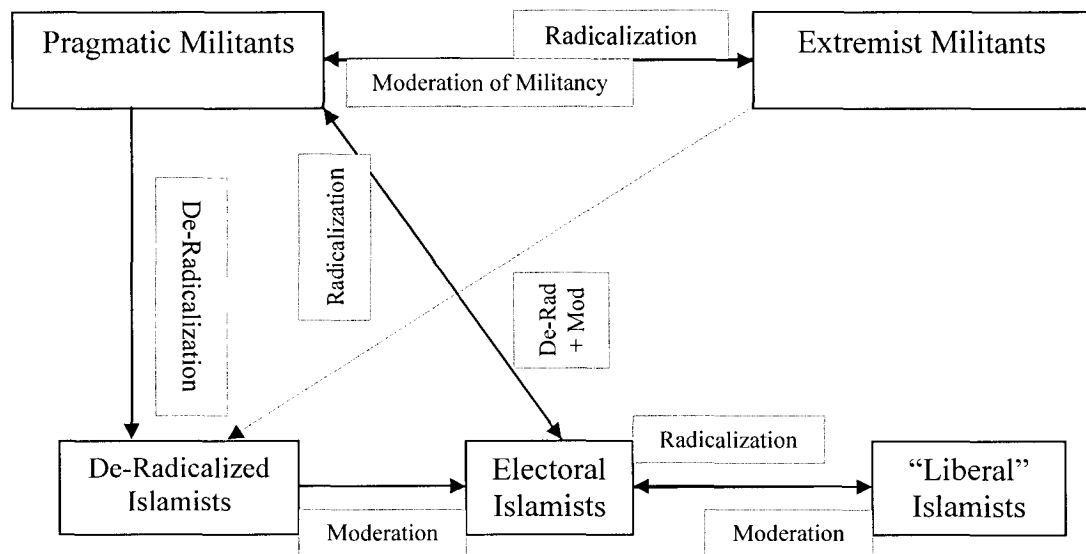 Pragmatic Militants
Radicalization
Extremist Militants
Moderation of Militancy
De-Radicalization
Radicalization
De-Rad
+ Mod
De-Radicalized
Islamists
Moderation
Electoral
Islamists
Radicalization
Moderation
“Liberal”
Islamists